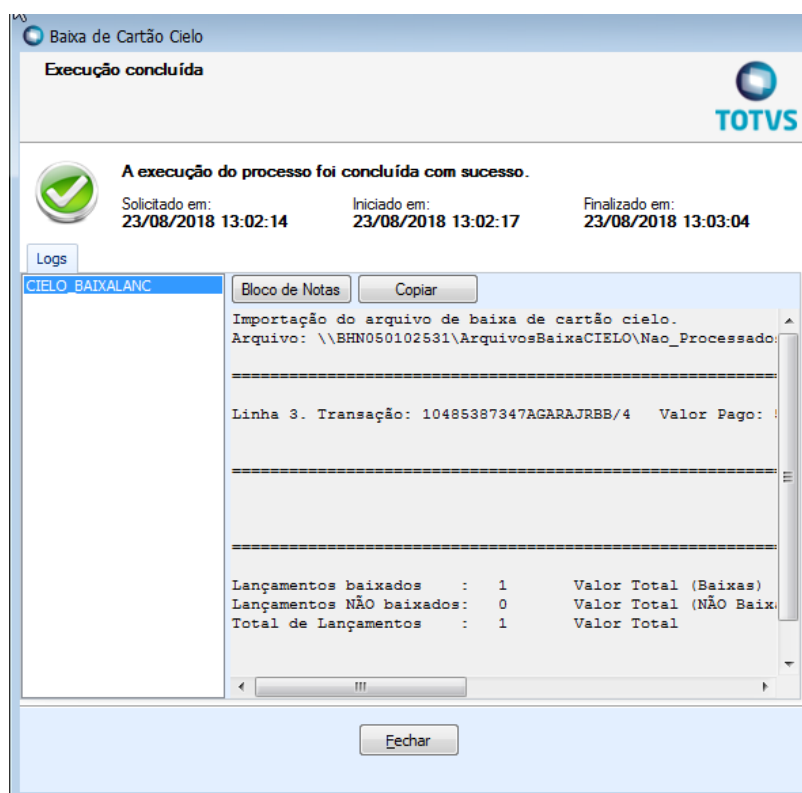 Baixa de Cartão Cielo
Execução concluída
TOTVS
A execução do processo foi concluída com sucesso.
Solicitado em: Iniciado em: Finalizado em:
23/08/2018 13:02:14 23/08/2018 13:02:17 23/08/2018 13:03:04
Logs
CIELO_BAIXALANC
Bloco de Notas Copiar
Importação do arquivo de baixa de cartão cielo.
Arquivo: \\BHN050102531\ArquivosBaixaCIELO\Nao_Processado
==========================================================
Linha 3. Transação: 10485387347AGARAJRBB/4 Valor Pago:
==========================================================
==========================================================
Lançamentos baixados : 1 Valor Total (Baixas)
Lançamentos NÃO baixados: 0 Valor Total (NÃO Baix
Total de Lançamentos : 1 Valor Total
Fechar